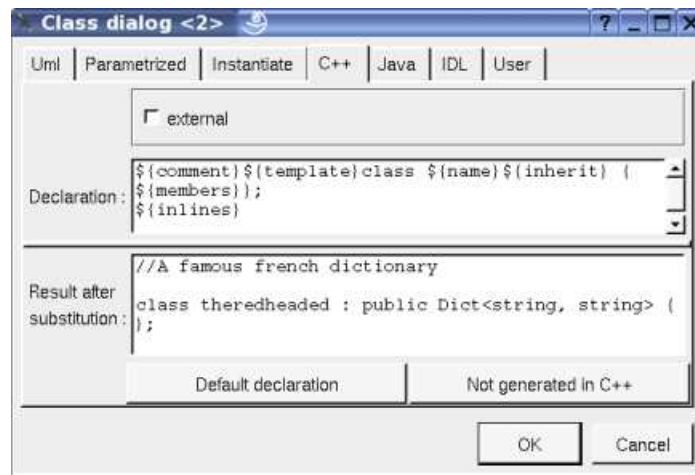 Class dialog <2>
? _
Uml Parametrized Instantiate C++ Java IDL User
external
Declaration :
${comment}${template}class ${name}${inherit} {
${members}};
${inlines}
Result after
substitution :
//A famous french dictionary
class theredheaded : public Dict<string, string> {
};
Default declaration Not generated in C++
OK Cancel